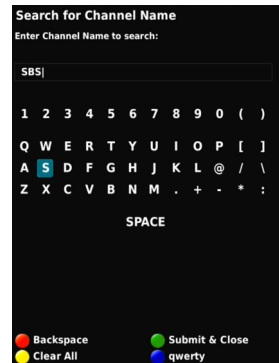 Search for Channel Name
Enter Channel Name to search:
SBS
1 2 3 4 5 6 7 8 9 0 ( )
Q W E R T Y U I O P [ ]
A S D F G H J K L @ / \
Z X C V B N M . + - * :
SPACE
Backspace Submit & Close
Clear All qwerty